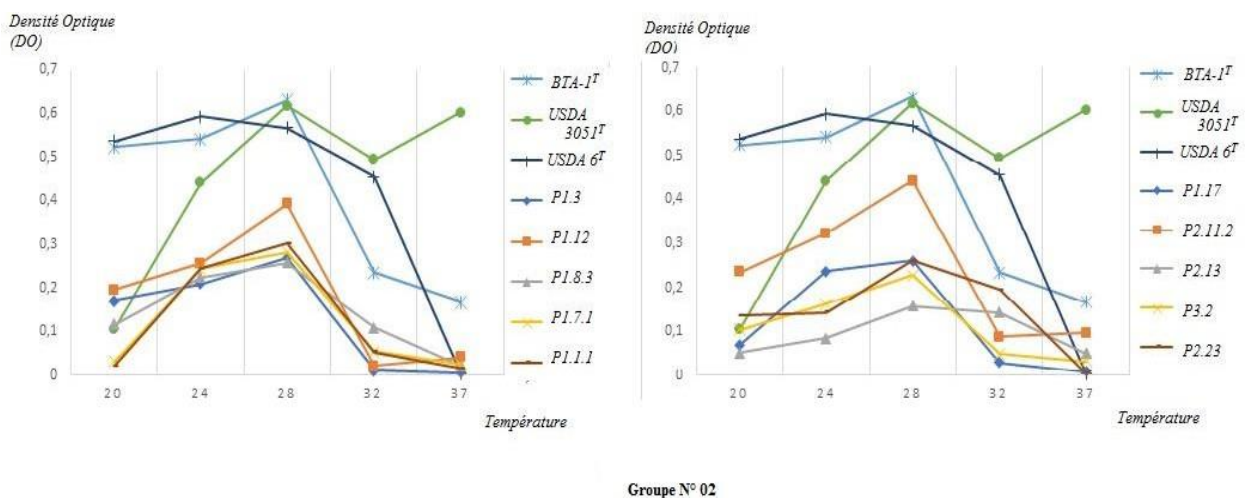 Densité Optique
(DO)
0,7
0,6
0,5
0,4
0,3
0,2
0,1
0
20 24 28 32 37
Température
BTA-1T
USDA
3051T
USDA 6T
P1.3
P1.12
P1.8.3
P1.7.1
P1.1.1
Densité Optique
(DO)
0,7
0,6
0,5
0,4
0,3
0,2
0,1
0
20 24 28 32 37
Température
BTA-1T
USDA
3051T
USDA 6T
P1.17
P2.11.2
P2.13
P3.2
P2.23
Groupe N° 02